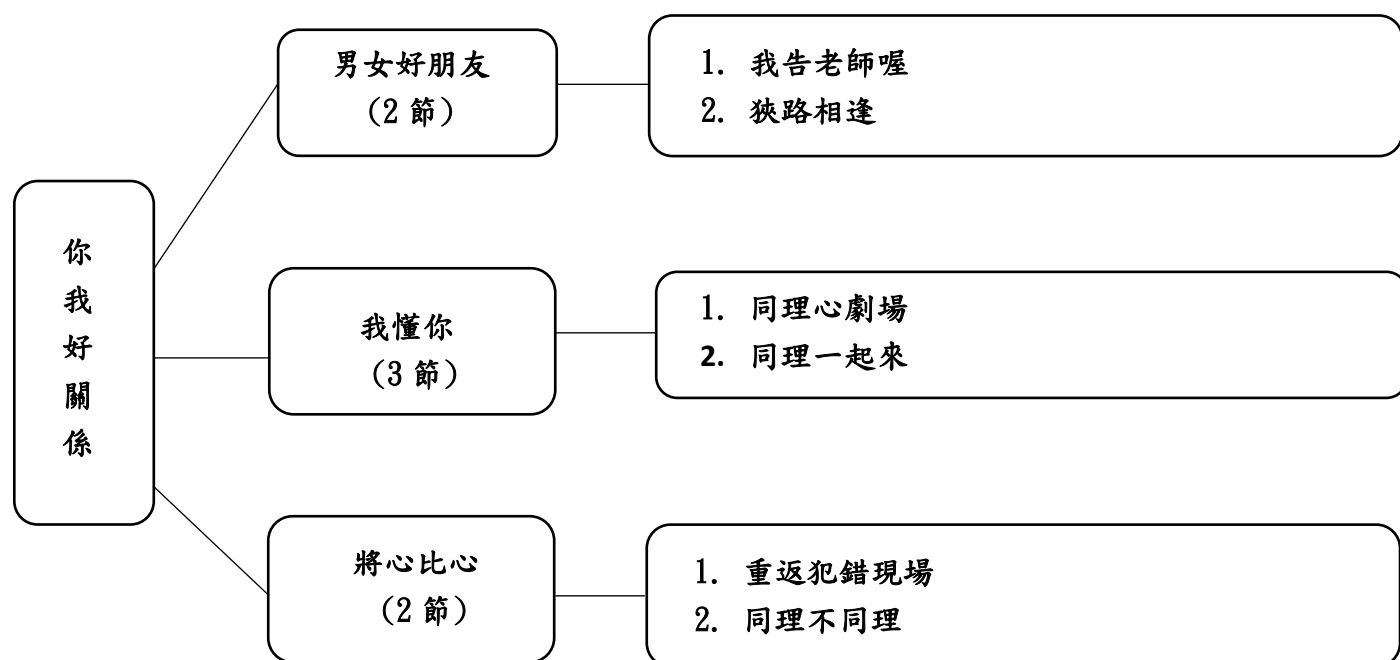 你
我
好
關
係
男女好朋友
（2 節）
1. 我告老師喔
2. 狹路相逢
我懂你
（3 節）
1. 同理心劇場
2. 同理一起來
將心比心
（2 節）
1. 重返犯錯現場
2. 同理不同理